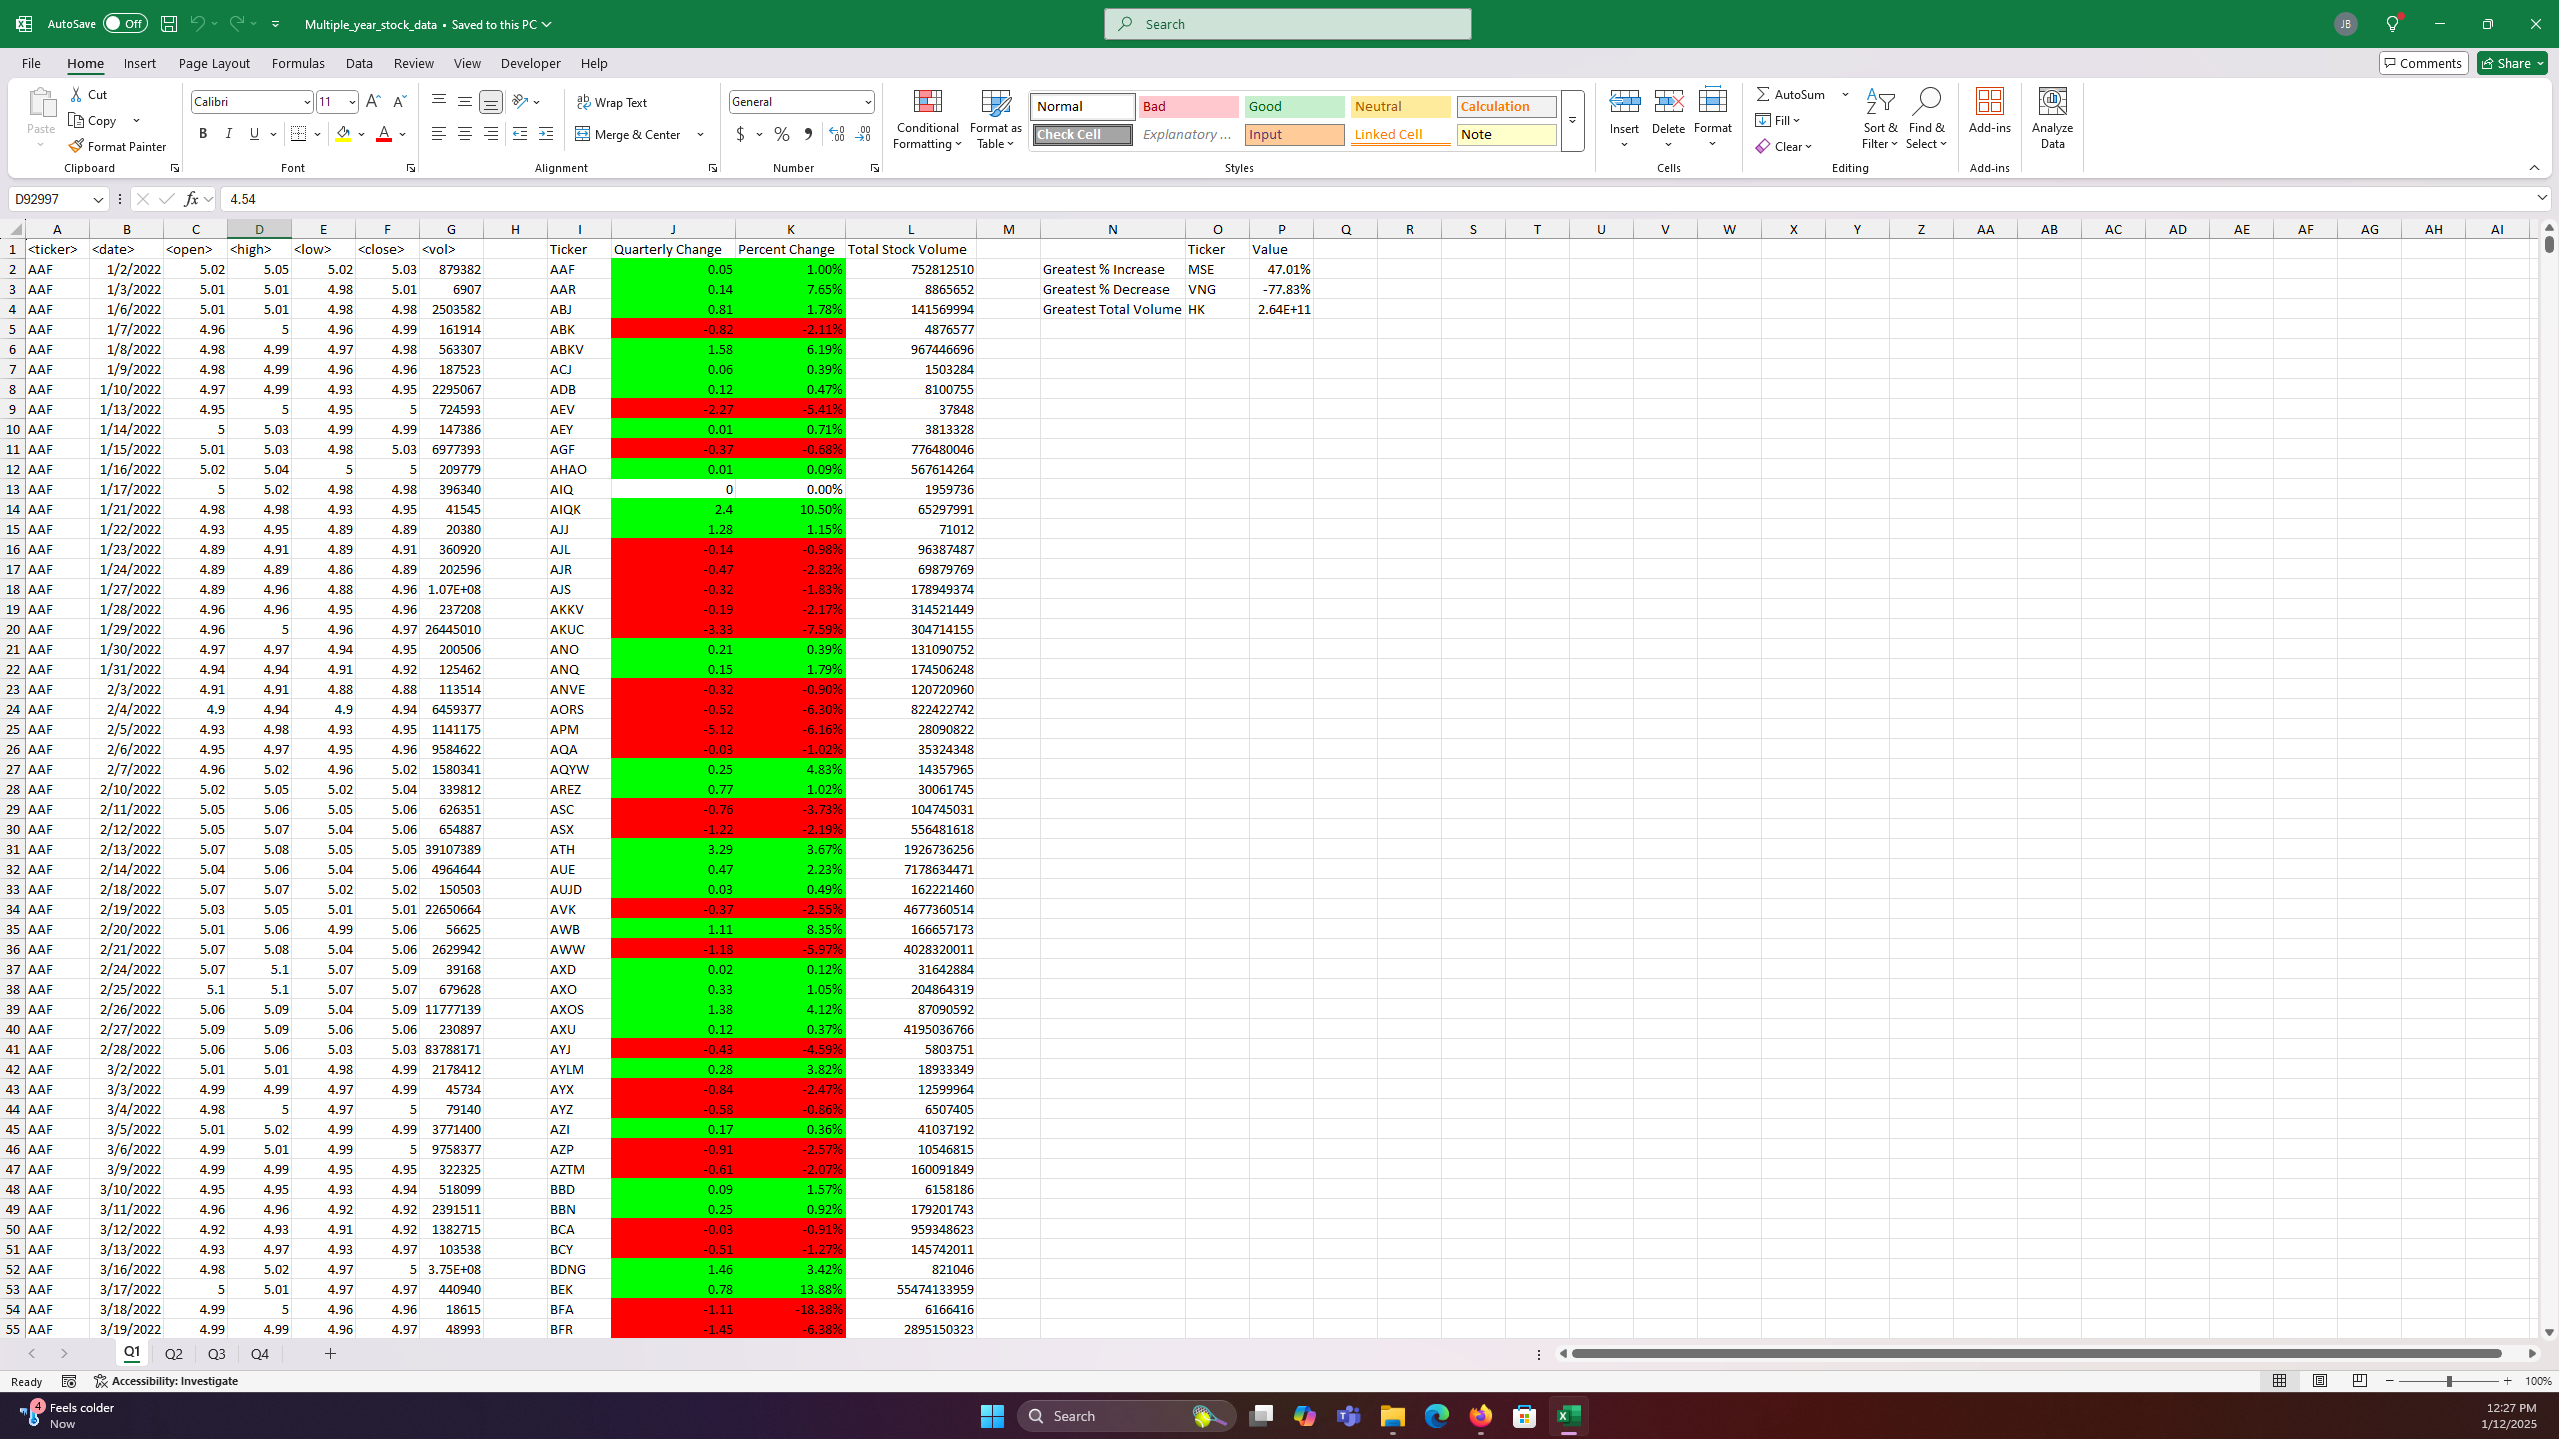 AutoSave Off Multiple_year_stock_data • Saved to this PC Search JB
File Home Insert Page Layout Formulas Data Review View Developer Help Comments Share
Paste Cut Copy Format Painter Clipboard
Calibri 11 B I U Font
Wrap Text Merge & Center Alignment
General $ % Number
Conditional Formatting Format as Table
Normal Bad Good Neutral Calculation
Check Cell Explanatory ... Input Linked Cell Note
Styles
Insert Delete Format Cells
AutoSum Fill Clear Sort & Filter Find & Select Editing
Add-ins Add-ins
Analyze Data
D92997 fx 4.54
A B C D E F G H I J K L M N O P Q R S T U V W X Y Z AA AB AC AD AE AF AG AH AI
1 <ticker> <date> <open> <high> <low> <close> <vol> Ticker Quarterly Change Percent Change Total Stock Volume Ticker Value
2 AAF 1/2/2022 5.02 5.05 5.02 5.03 879382 AAF 0.05 1.00% 752812510 Greatest % Increase MSE 47.01%
3 AAF 1/3/2022 5.01 5.01 4.98 5.01 6907 AAR 0.14 7.65% 8865652 Greatest % Decrease VNG -77.83%
4 AAF 1/6/2022 5.01 5.01 4.98 4.98 2503582 ABJ 0.81 1.78% 141569994 Greatest Total Volume HK 2.64E+11
5 AAF 1/7/2022 4.96 5 4.96 4.99 161914 ABK -0.82 -2.11% 4876577
6 AAF 1/8/2022 4.98 4.99 4.97 4.98 563307 ABKV 1.58 6.19% 967446696
7 AAF 1/9/2022 4.98 4.99 4.96 4.96 187523 ACJ 0.06 0.39% 1503284
8 AAF 1/10/2022 4.97 4.99 4.93 4.95 2295067 ADB 0.12 0.47% 8100755
9 AAF 1/13/2022 4.95 5 4.95 5 724593 AEV -2.27 -5.41% 37848
10 AAF 1/14/2022 5 5.03 4.99 4.99 147386 AEY 0.01 0.71% 3813328
11 AAF 1/15/2022 5.01 5.03 4.98 5.03 6977393 AGF -0.37 -0.68% 776480046
12 AAF 1/16/2022 5.02 5.04 5 5 209779 AHAO 0.01 0.09% 567614264
13 AAF 1/17/2022 5 5.02 4.98 4.98 396340 AIQ 0 0.00% 1959736
14 AAF 1/21/2022 4.98 4.98 4.93 4.95 41545 AIQK 2.4 10.50% 65297991
15 AAF 1/22/2022 4.93 4.95 4.89 4.89 20380 AJJ 1.28 1.15% 71012
16 AAF 1/23/2022 4.89 4.91 4.89 4.91 360920 AJL -0.14 -0.98% 96387487
17 AAF 1/24/2022 4.89 4.89 4.86 4.89 202596 AJR -0.47 -2.82% 69879769
18 AAF 1/27/2022 4.89 4.96 4.88 4.96 1.07E+08 AJS -0.32 -1.83% 178949374
19 AAF 1/28/2022 4.96 4.96 4.95 4.96 237208 AKKV -0.19 -2.17% 314521449
20 AAF 1/29/2022 4.96 5 4.96 4.97 26445010 AKUC -3.33 -7.59% 304714155
21 AAF 1/30/2022 4.97 4.97 4.94 4.95 200506 ANO 0.21 0.39% 131090752
22 AAF 1/31/2022 4.94 4.94 4.91 4.92 125462 ANQ 0.15 1.79% 174506248
23 AAF 2/3/2022 4.91 4.91 4.88 4.88 113514 ANVE -0.32 -0.90% 120720960
24 AAF 2/4/2022 4.9 4.94 4.9 4.94 6459377 AORS -0.52 -6.30% 822422742
25 AAF 2/5/2022 4.93 4.98 4.93 4.95 1141175 APM -5.12 -6.16% 28090822
26 AAF 2/6/2022 4.95 4.97 4.95 4.96 9584622 AQA -0.03 -1.02% 35324348
27 AAF 2/7/2022 4.96 5.02 4.96 5.02 1580341 AQYW 0.25 4.83% 14357965
28 AAF 2/10/2022 5.02 5.05 5.02 5.04 339812 AREZ 0.77 1.02% 30061745
29 AAF 2/11/2022 5.05 5.06 5.05 5.06 626351 ASC -0.76 -3.73% 104745031
30 AAF 2/12/2022 5.05 5.07 5.04 5.06 654887 ASX -1.22 -2.19% 556481618
31 AAF 2/13/2022 5.07 5.08 5.05 5.05 39107389 ATH 3.29 3.67% 1926736256
32 AAF 2/14/2022 5.04 5.06 5.04 5.06 4964644 AUE 0.47 2.23% 7178634471
33 AAF 2/18/2022 5.07 5.07 5.02 5.02 150503 AUJD 0.03 0.49% 162221460
34 AAF 2/19/2022 5.03 5.05 5.01 5.01 22650664 AVK -0.37 -2.55% 4677360514
35 AAF 2/20/2022 5.01 5.06 4.99 5.06 56625 AWB 1.11 8.35% 166657173
36 AAF 2/21/2022 5.07 5.08 5.04 5.06 2629942 AWW -1.18 -5.97% 4028320011
37 AAF 2/24/2022 5.07 5.1 5.07 5.09 39168 AXD 0.02 0.12% 31642884
38 AAF 2/25/2022 5.1 5.1 5.07 5.07 679628 AXO 0.33 1.05% 204864319
39 AAF 2/26/2022 5.06 5.09 5.04 5.09 11777139 AXOS 1.38 4.12% 87090592
40 AAF 2/27/2022 5.09 5.09 5.06 5.06 230897 AXU 0.12 0.37% 4195036766
41 AAF 2/28/2022 5.06 5.06 5.03 5.03 83788171 AYJ -0.43 -4.59% 5803751
42 AAF 3/2/2022 5.01 5.01 4.98 4.99 2178412 AYLM 0.28 3.82% 18933349
43 AAF 3/3/2022 4.99 4.99 4.97 4.99 45734 AYX -0.84 -2.47% 12599964
44 AAF 3/4/2022 4.98 5 4.97 5 79140 AYZ -0.58 -0.86% 6507405
45 AAF 3/5/2022 5.01 5.02 4.99 4.99 3771400 AZI 0.17 0.36% 41037192
46 AAF 3/6/2022 4.99 5.01 4.99 5 9758377 AZP -0.91 -2.57% 10546815
47 AAF 3/9/2022 4.99 4.99 4.95 4.95 322325 AZTM -0.61 -2.07% 160091849
48 AAF 3/10/2022 4.95 4.95 4.93 4.94 518099 BBD 0.09 1.57% 6158186
49 AAF 3/11/2022 4.96 4.96 4.92 4.92 2391511 BBN 0.25 0.92% 179201743
50 AAF 3/12/2022 4.92 4.93 4.91 4.92 1382715 BCA -0.03 -0.91% 959348623
51 AAF 3/13/2022 4.93 4.97 4.93 4.97 103538 BCY -0.51 -1.27% 145742011
52 AAF 3/16/2022 4.98 5.02 4.97 5 3.75E+08 BDNG 1.46 3.42% 821046
53 AAF 3/17/2022 5 5.01 4.97 4.97 440940 BEK 0.78 13.88% 55474133959
54 AAF 3/18/2022 4.99 5 4.96 4.96 18615 BFA -1.11 -18.38% 6166416
55 AAF 3/19/2022 4.99 4.99 4.96 4.97 48993 BFR -1.45 -6.38% 2895150323
Q1 Q2 Q3 Q4
Ready Accessibility: Investigate 100%
4 Feels colder
Now
Search
12:27 PM
1/12/2025